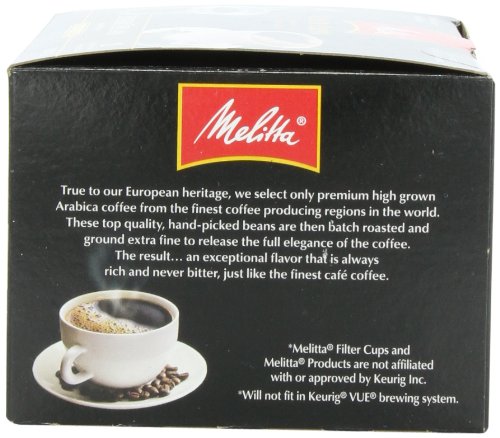 Melitta®
True to our European heritage, we select only premium high grown
Arabica coffee from the finest coffee producing regions in the world.
These top quality, hand-picked beans are then batch roasted and
ground extra fine to release the full elegance of the coffee.
The result... an exceptional flavor that is always
rich and never bitter, just like the finest café coffee.
*Melitta® Filter Cups and
Melitta® Products are not affiliated
with or approved by Keurig Inc.
*Will not fit in Keurig® VUE® brewing system.